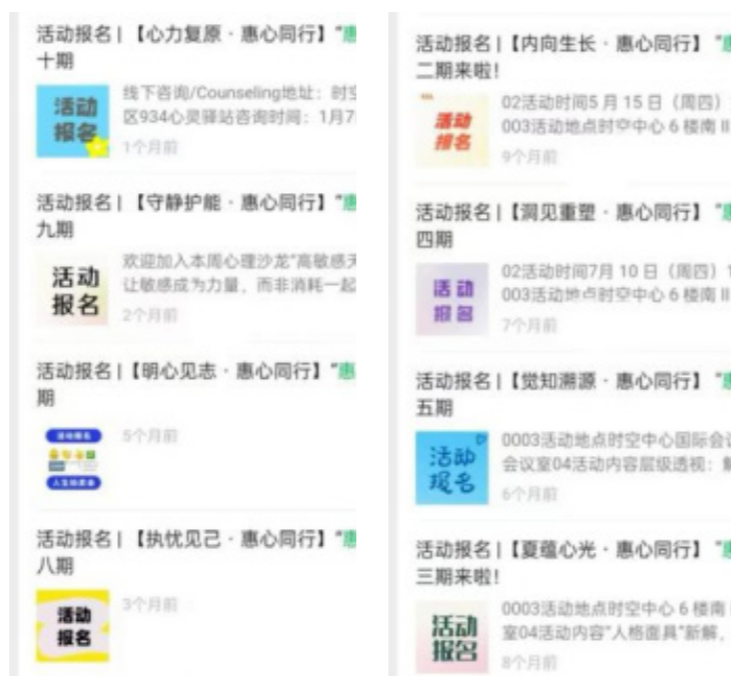 活动报名 | 【心力复原 · 惠心同行】 “惠
十期
活动
报名
线下咨询/Counseling地址：时空
区934心灵驿站咨询时间：1月7
1个月前
活动报名 | 【守静护能 · 惠心同行】 “惠
九期
活动
报名
欢迎加入本周心理沙龙“高敏感天
让敏感成为力量，而非消耗一起
2个月前
活动报名 | 【明心见志 · 惠心同行】 “惠
期
5个月前
活动报名 | 【执忧见己 · 惠心同行】 “惠
八期
活动
报名
3个月前
活动报名 | 【内向生长 · 惠心同行】 “惠
二期来啦!
活动
报名
02活动时间5 月 15 日（周四）
003活动地点时空中心 6 楼南 II
9个月前
活动报名 | 【洞见重塑 · 惠心同行】 “惠
四期
活动
报名
02活动时间7月 10 日（周四）1
003活动地点时空中心 6 楼南 II
7个月前
活动报名 | 【觉知溯源 · 惠心同行】 “惠
五期
活动
报名
0003活动地点时空中心国际会议
会议室04活动内容层级透视：解
6个月前
活动报名 | 【夏蕴心光 · 惠心同行】 “惠
三期来啦!
活动
报名
0003活动地点时空中心 6 楼南
室04活动内容“人格面具”新解，
8个月前